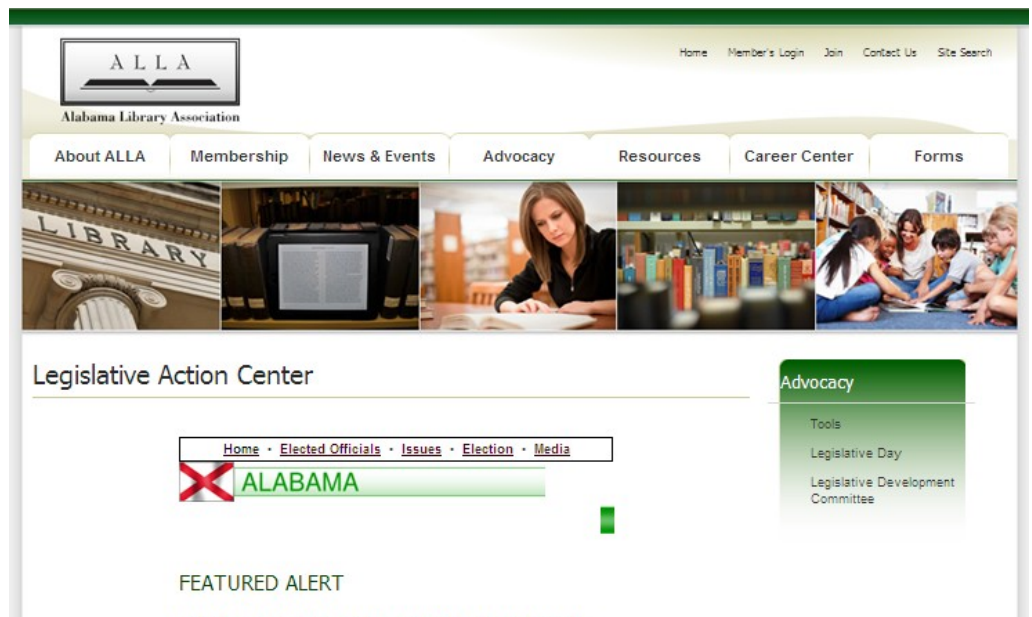 A L L A
Alabama Library Association
Home Member's Login Join Contact Us Site Search
About ALLA Membership News & Events Advocacy Resources Career Center Forms
LIBRARY
Legislative Action Center
Advocacy
Tools
Legislative Day
Legislative Development
Committee
Home · Elected Officials · Issues · Election · Media
ALABAMA
FEATURED ALERT